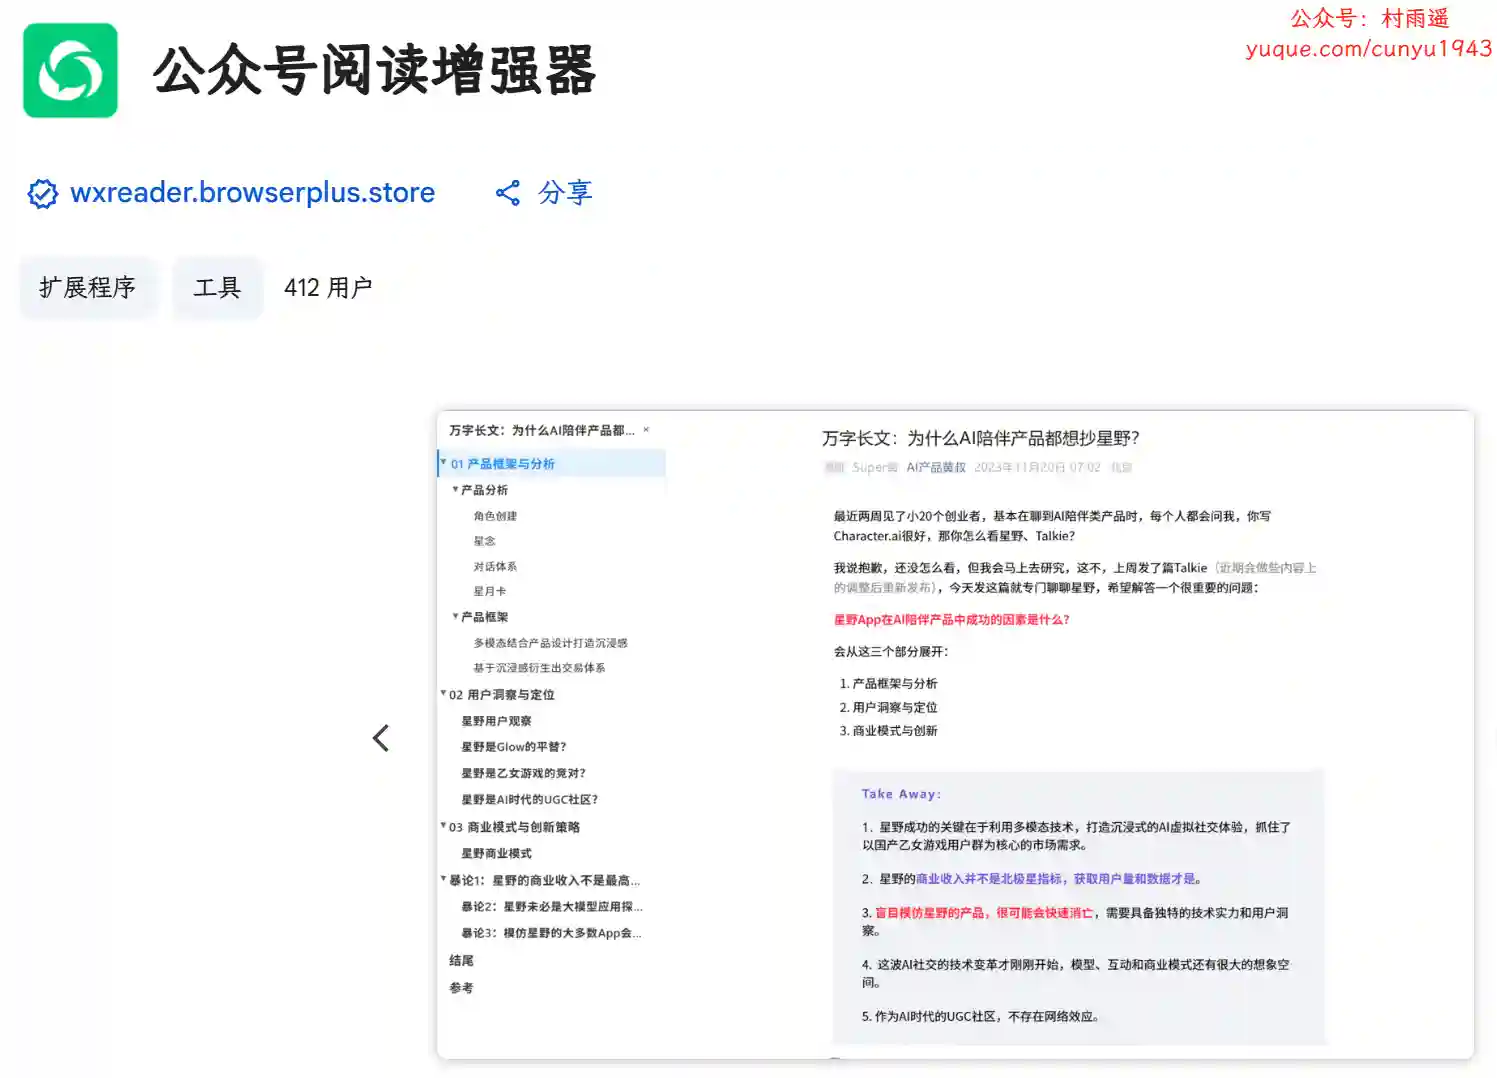 公众号：村雨遥
yuque.com/cunyu1943
公众号阅读增强器
wxreader.browserplus.store
分享
扩展程序
工具
412 用户
万字长文：为什么AI陪伴产品都... ×
01 产品框架与分析
产品分析
角色创建
星念
对话体系
星月卡
产品框架
多模态结合产品设计打造沉浸感
基于沉浸感衍生出交易体系
02 用户洞察与定位
星野用户观察
星野是Glow的平替？
星野是乙女游戏的竞对？
星野是AI时代的UGC社区？
03 商业模式与创新策略
星野商业模式
暴论1：星野的商业收入不是最高...
暴论2：星野未必是大模型应用探...
暴论3：模仿星野的大多数App会...
结尾
参考
万字长文：为什么AI陪伴产品都想抄星野？
Super黄 AI产品黄叔 2023年11月20日 07:02
最近两周见了小20个创业者，基本在聊到AI陪伴类产品时，每个人都会问我，你写
Character.ai很好，那你怎么看星野、Talkie？
我说抱歉，还没怎么看，但我会马上去研究，这不，上周发了篇Talkie（近期会做些内容上
的调整后重新发布），今天发这篇就专门聊聊星野，希望解答一个很重要的问题：
星野App在AI陪伴产品中成功的因素是什么？
会从这三个部分展开：
1. 产品框架与分析
2. 用户洞察与定位
3. 商业模式与创新
Take Away:
1. 星野成功的关键在于利用多模态技术，打造沉浸式的AI虚拟社交体验，抓住了
以国产乙女游戏用户群为核心的市场需求。
2. 星野的商业收入并不是北极星指标，获取用户量和数据才是。
3. 盲目模仿星野的产品，很可能会快速消亡，需要具备独特的技术实力和用户洞
察。
4. 这波AI社交的技术变革才刚刚开始，模型、互动和商业模式还有很大的想象空
间。
5. 作为AI时代的UGC社区，不存在网络效应。